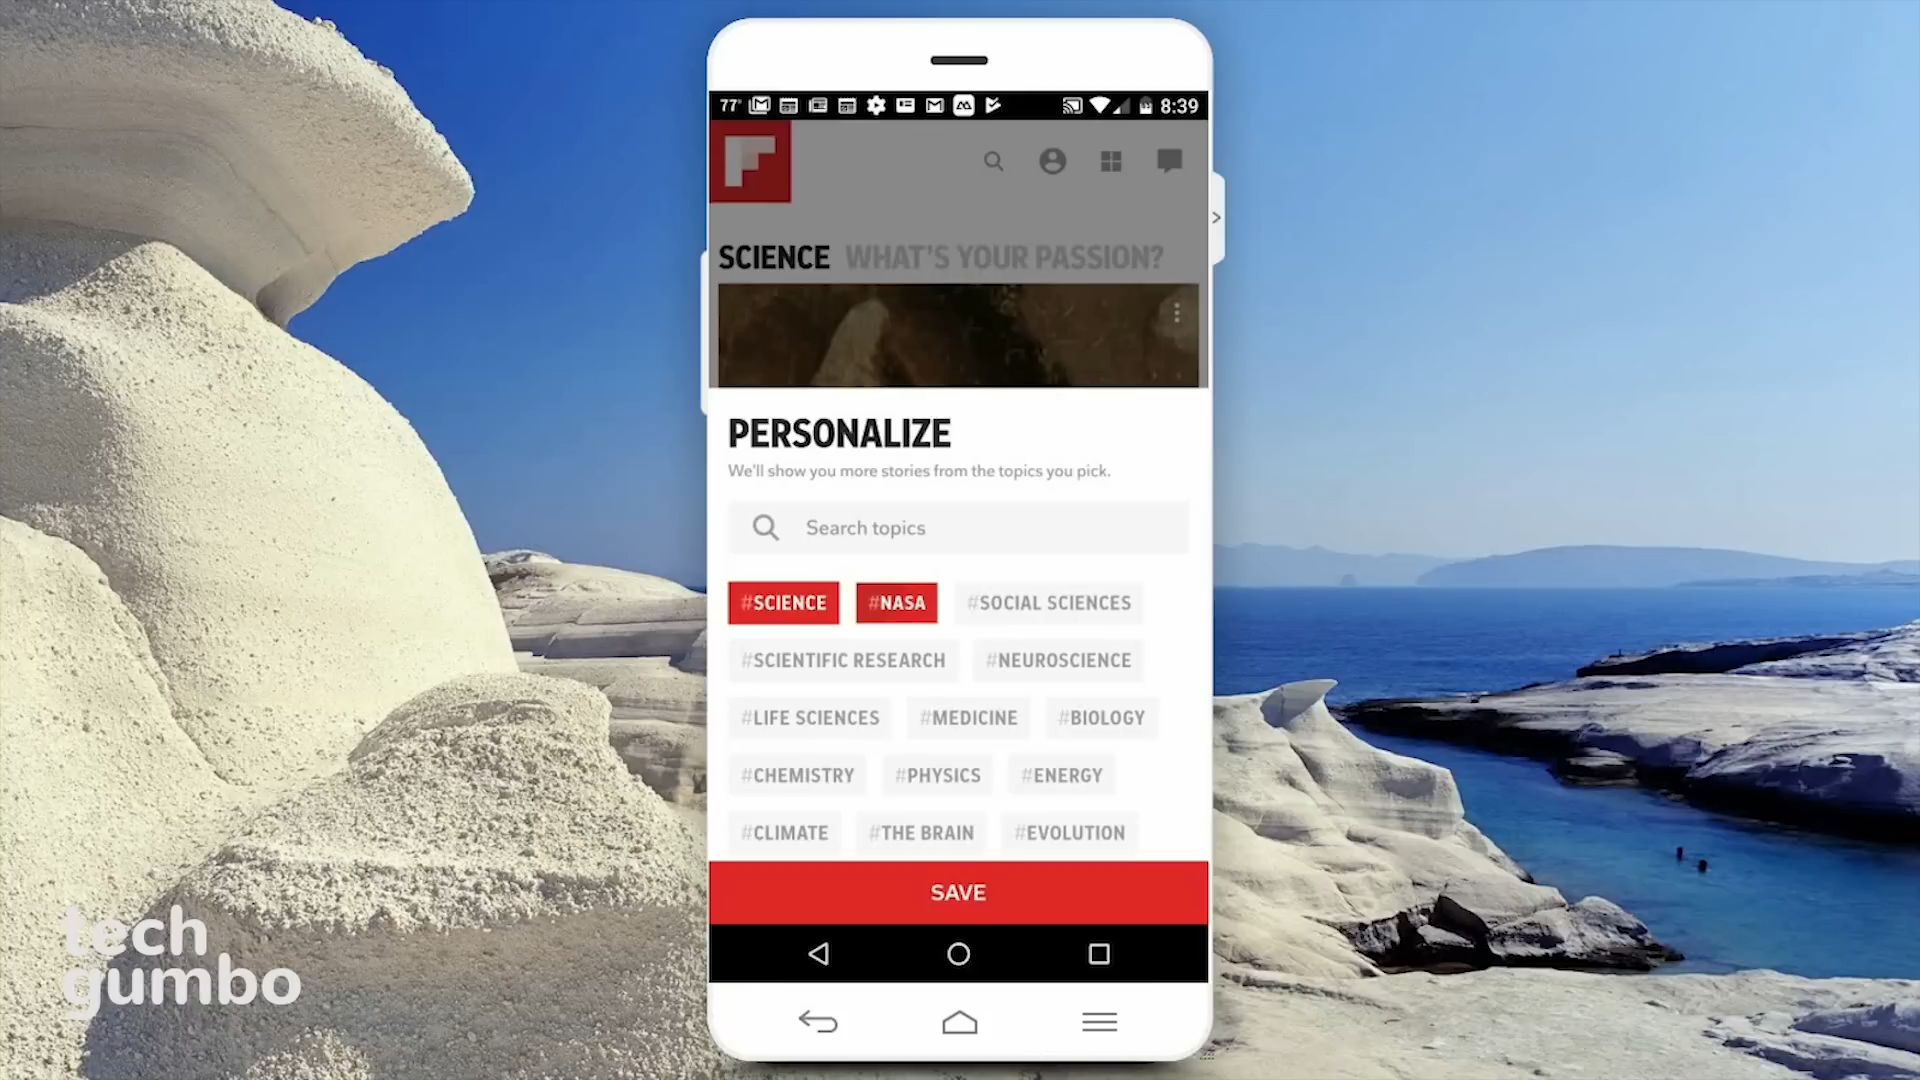 77° 8:39
SCIENCE WHAT'S YOUR PASSION?
PERSONALIZE
We'll show you more stories from the topics you pick.
Search topics
#SCIENCE #NASA #SOCIAL SCIENCES
#SCIENTIFIC RESEARCH #NEUROSCIENCE
#LIFE SCIENCES #MEDICINE #BIOLOGY
#CHEMISTRY #PHYSICS #ENERGY
#CLIMATE #THE BRAIN #EVOLUTION
SAVE
tech
gumbo